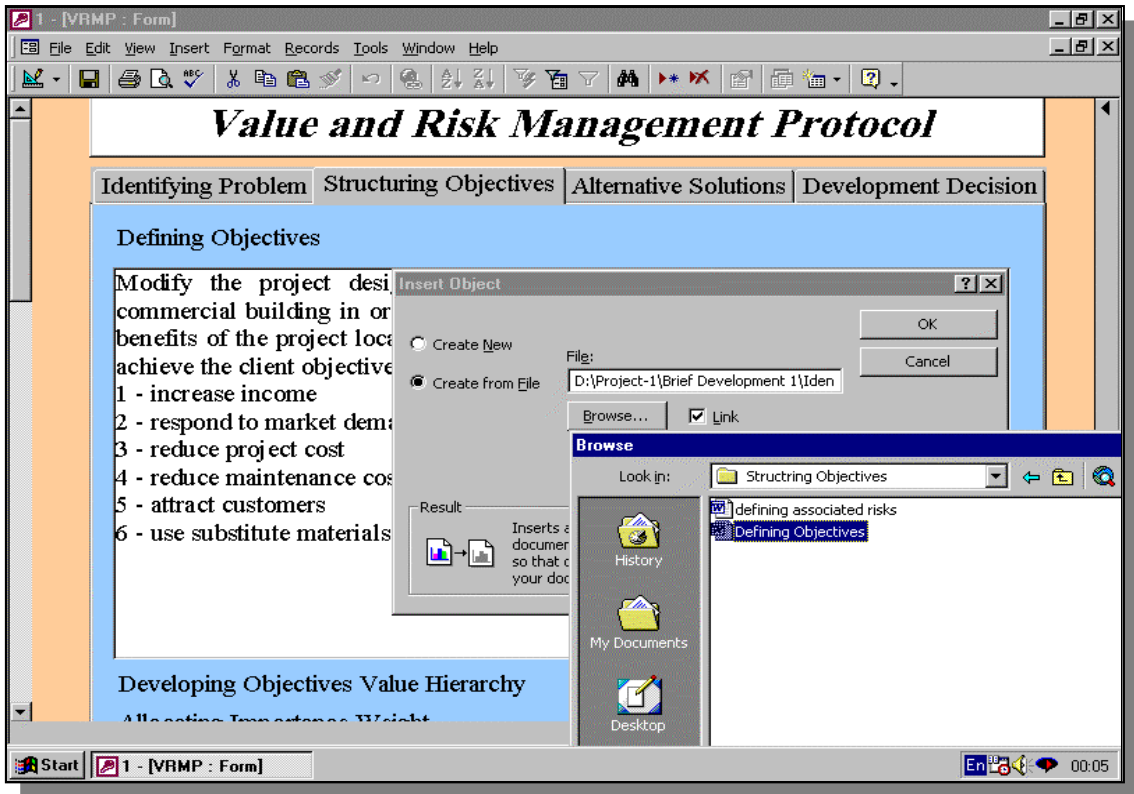 1 - [VRMP : Form]
File Edit View Insert Format Records Tools Window Help
Value and Risk Management Protocol
Identifying Problem Structuring Objectives Alternative Solutions Development Decision
Defining Objectives
Modify the project desi
commercial building in or
benefits of the project loca
achieve the client objective
1 - increase income
2 - respond to market dema
3 - reduce project cost
4 - reduce maintenance cos
5 - attract customers
6 - use substitute materials
Insert Object
Create New
Create from File
File:
D:\Project-1\Brief Development 1\Iden
Browse...
Link
OK
Cancel
Result
Inserts a
documen
so that c
your doc
Browse
Look in:
Structring Objectives
defining associated risks
Defining Objectives
History
My Documents
Desktop
Developing Objectives Value Hierarchy
Allocating Importance Weight
Start
1 - [VRMP : Form]
En
00:05